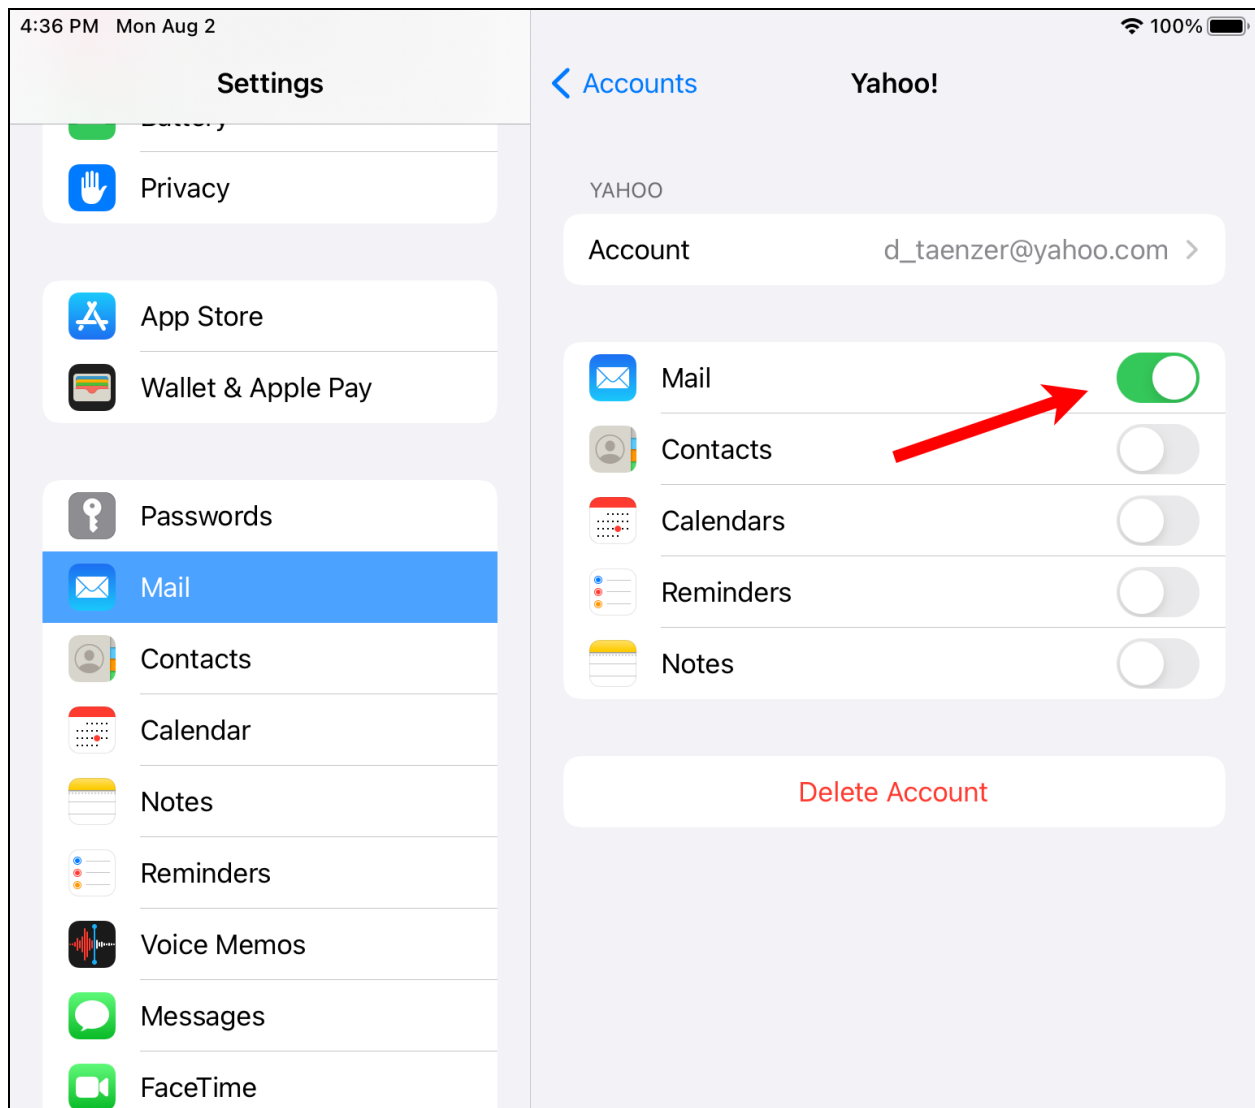 4:36 PM Mon Aug 2
100%
Settings
Battery
Privacy
App Store
Wallet & Apple Pay
Passwords
Mail
Contacts
Calendar
Notes
Reminders
Voice Memos
Messages
FaceTime
Accounts
Yahoo!
YAHOO
Account d_taenzer@yahoo.com
Mail
Contacts
Calendars
Reminders
Notes
Delete Account